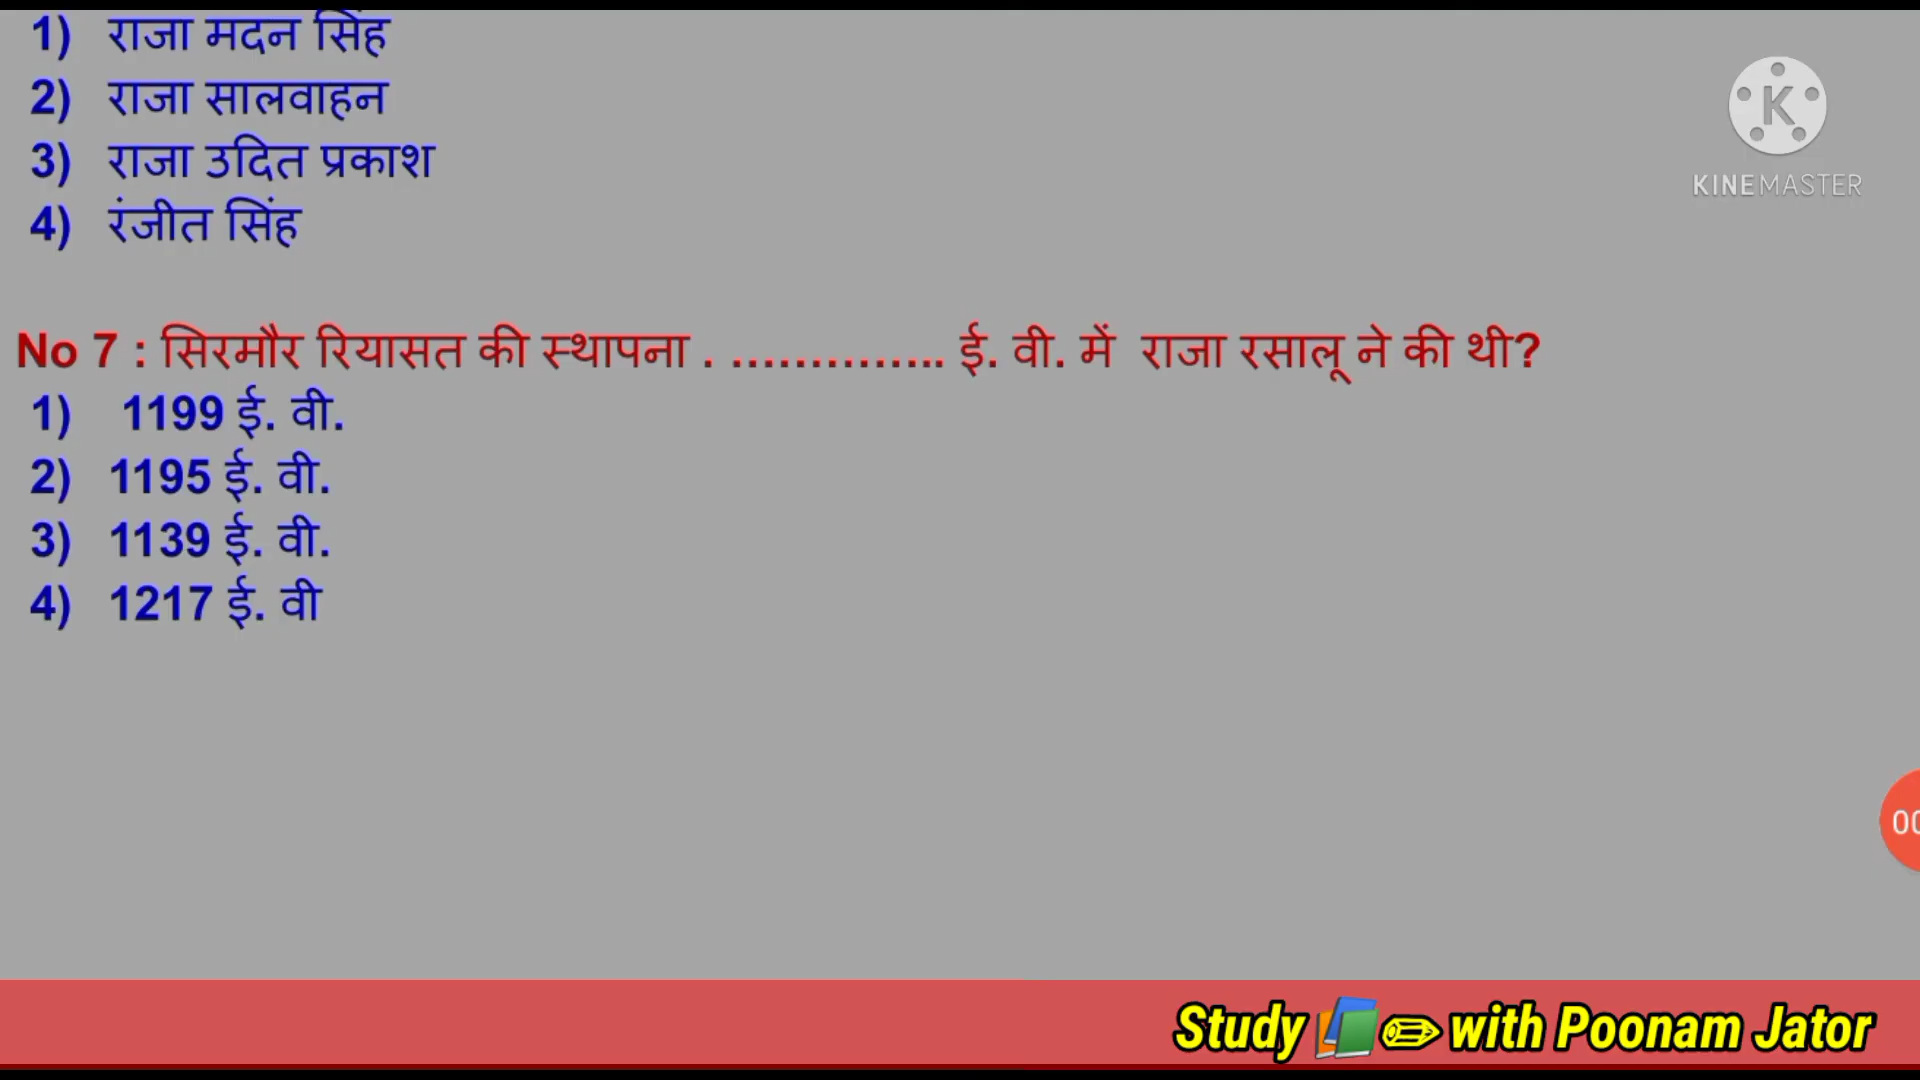 1) राजा मदन सिंह
2) राजा सालवाहन
3) राजा उदित प्रकाश
4) रंजीत सिंह
KINEMASTER
No 7 : सिरमौर रियासत की स्थापना . .............. ई. वी. में राजा रसालू ने की थी?
1) 1199 ई. वी.
2) 1195 ई. वी.
3) 1139 ई. वी.
4) 1217 ई. वी
00
Study with Poonam Jator